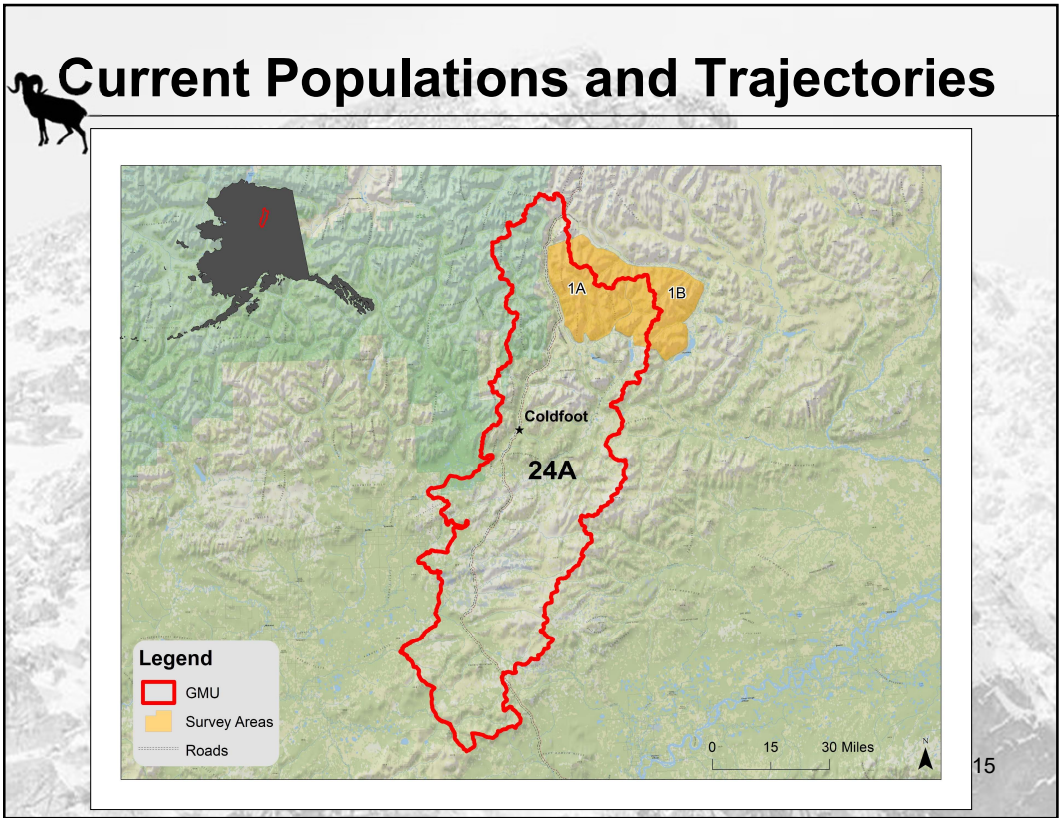 Current Populations and Trajectories
1A
1B
Coldfoot
24A
Legend
GMU
Survey Areas
Roads
0 15 30 Miles
N
15